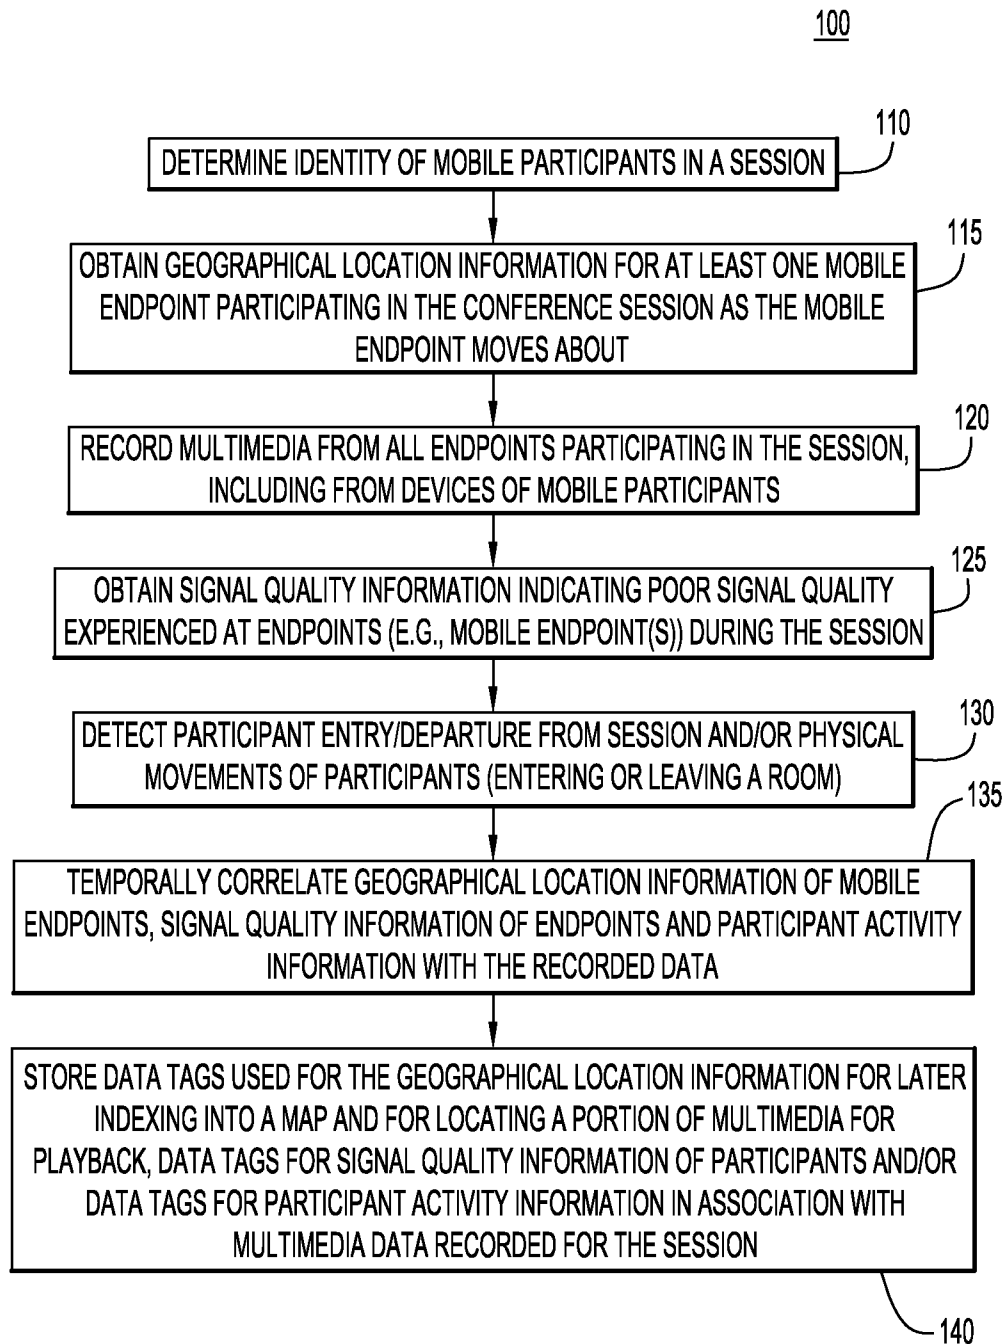 100
110
DETERMINE IDENTITY OF MOBILE PARTICIPANTS IN A SESSION
115
OBTAIN GEOGRAPHICAL LOCATION INFORMATION FOR AT LEAST ONE MOBILE
ENDPOINT PARTICIPATING IN THE CONFERENCE SESSION AS THE MOBILE
ENDPOINT MOVES ABOUT
120
RECORD MULTIMEDIA FROM ALL ENDPOINTS PARTICIPATING IN THE SESSION,
INCLUDING FROM DEVICES OF MOBILE PARTICIPANTS
125
OBTAIN SIGNAL QUALITY INFORMATION INDICATING POOR SIGNAL QUALITY
EXPERIENCED AT ENDPOINTS (E.G., MOBILE ENDPOINT(S)) DURING THE SESSION
130
DETECT PARTICIPANT ENTRY/DEPARTURE FROM SESSION AND/OR PHYSICAL
MOVEMENTS OF PARTICIPANTS (ENTERING OR LEAVING A ROOM)
135
TEMPORALLY CORRELATE GEOGRAPHICAL LOCATION INFORMATION OF MOBILE
ENDPOINTS, SIGNAL QUALITY INFORMATION OF ENDPOINTS AND PARTICIPANT ACTIVITY
INFORMATION WITH THE RECORDED DATA
STORE DATA TAGS USED FOR THE GEOGRAPHICAL LOCATION INFORMATION FOR LATER
INDEXING INTO A MAP AND FOR LOCATING A PORTION OF MULTIMEDIA FOR
PLAYBACK, DATA TAGS FOR SIGNAL QUALITY INFORMATION OF PARTICIPANTS AND/OR
DATA TAGS FOR PARTICIPANT ACTIVITY INFORMATION IN ASSOCIATION WITH
MULTIMEDIA DATA RECORDED FOR THE SESSION
140